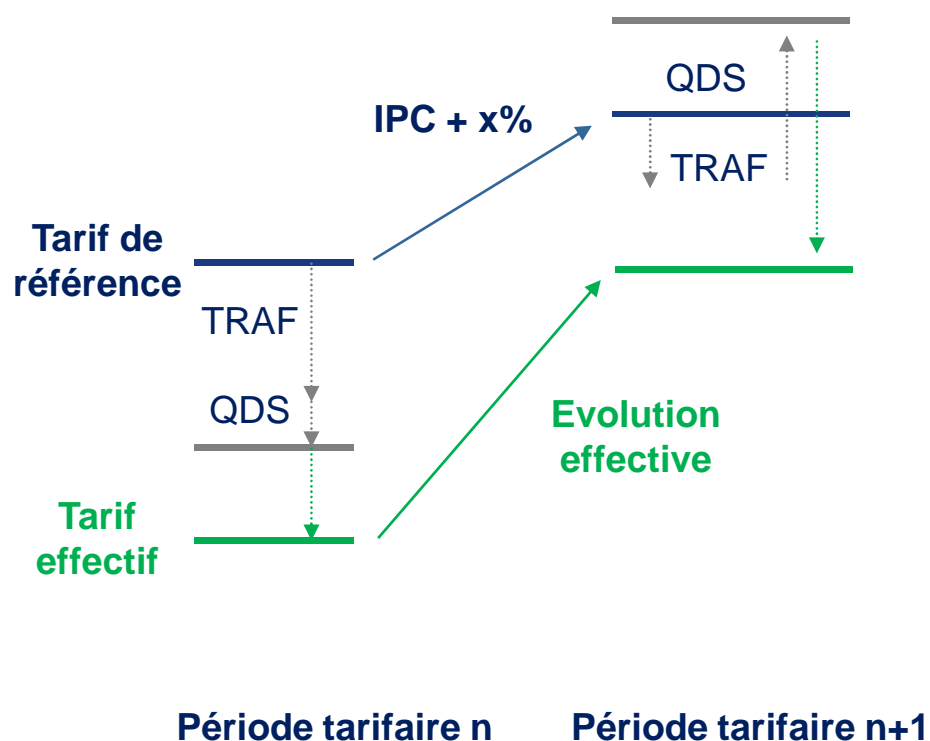 QDS
IPC + x%
TRAF
Tarif de
référence
TRAF
QDS
Evolution
effective
Tarif
effectif
Période tarifaire n
Période tarifaire n+1